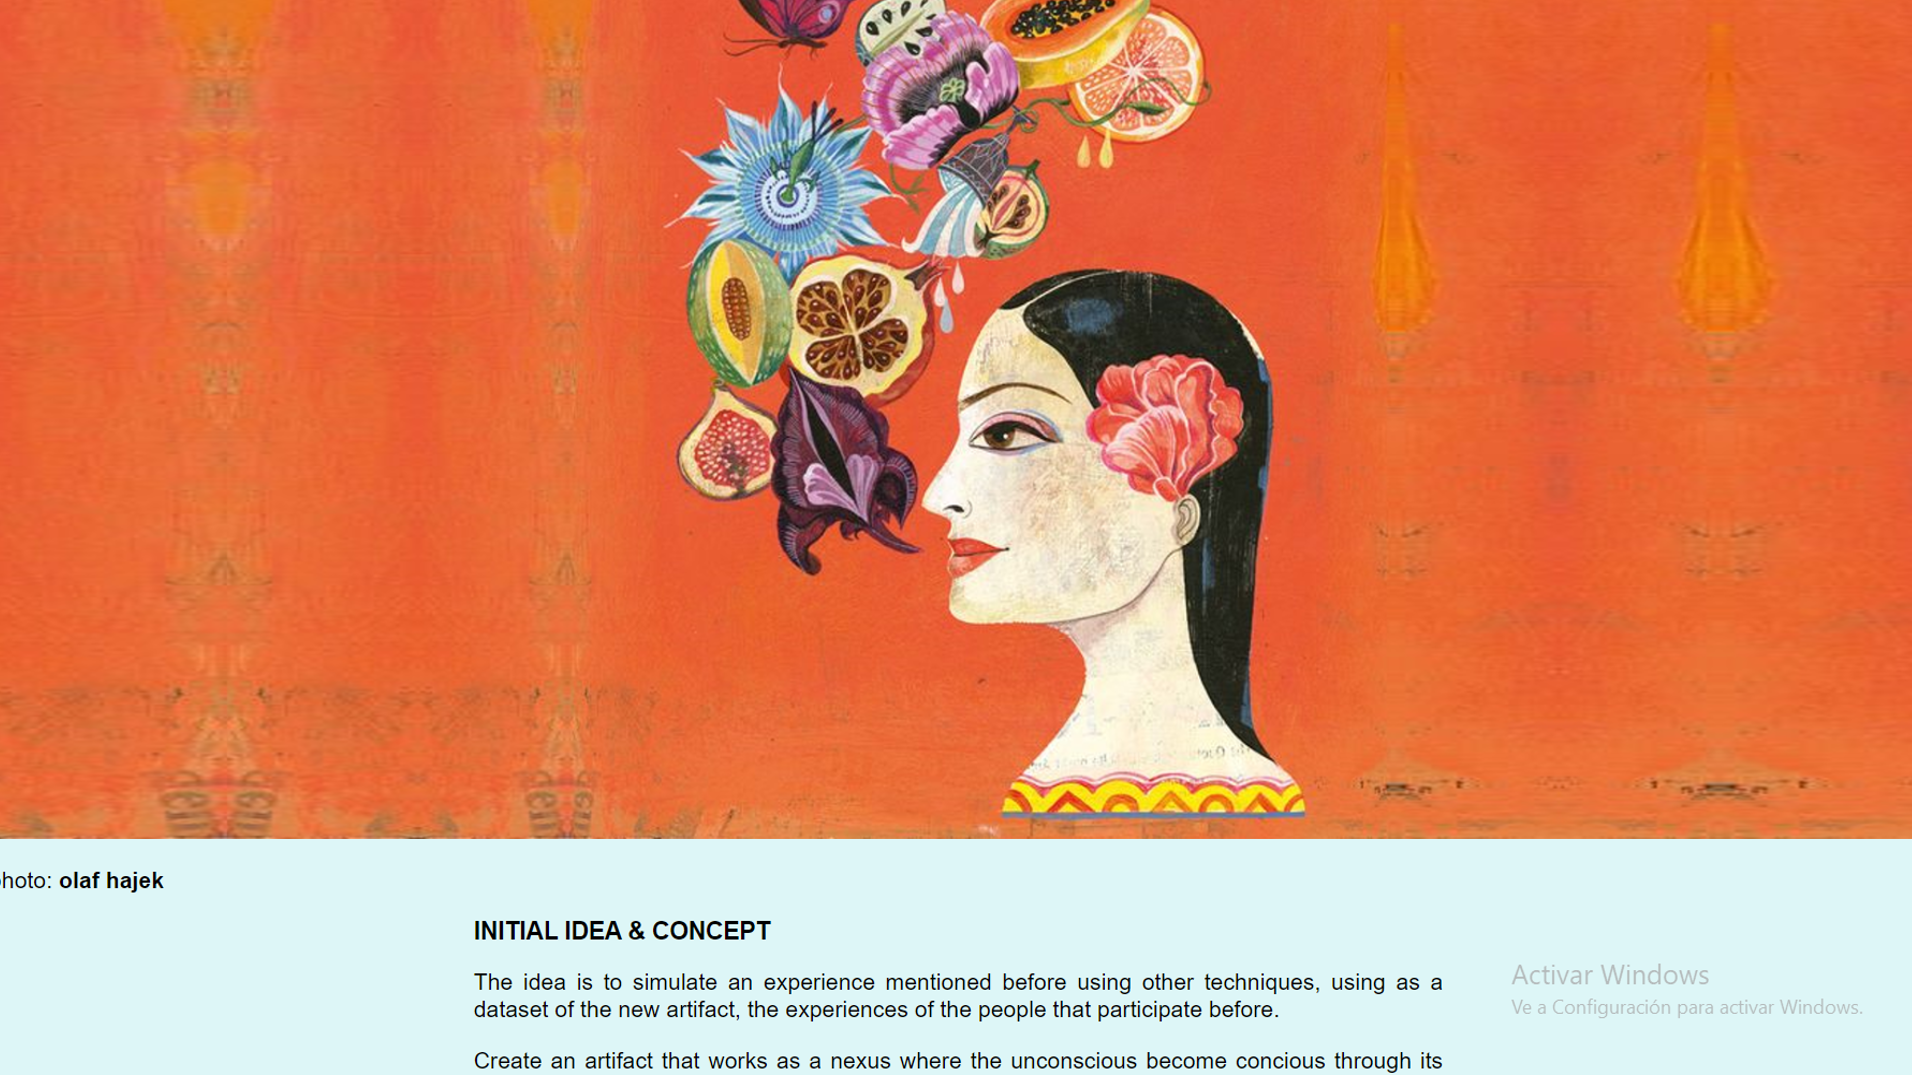 photo: olaf hajek
INITIAL IDEA & CONCEPT
The idea is to simulate an experience mentioned before using other techniques, using as a
dataset of the new artifact, the experiences of the people that participate before.
Create an artifact that works as a nexus where the unconscious become concious through its
Activar Windows
Ve a Configuración para activar Windows.